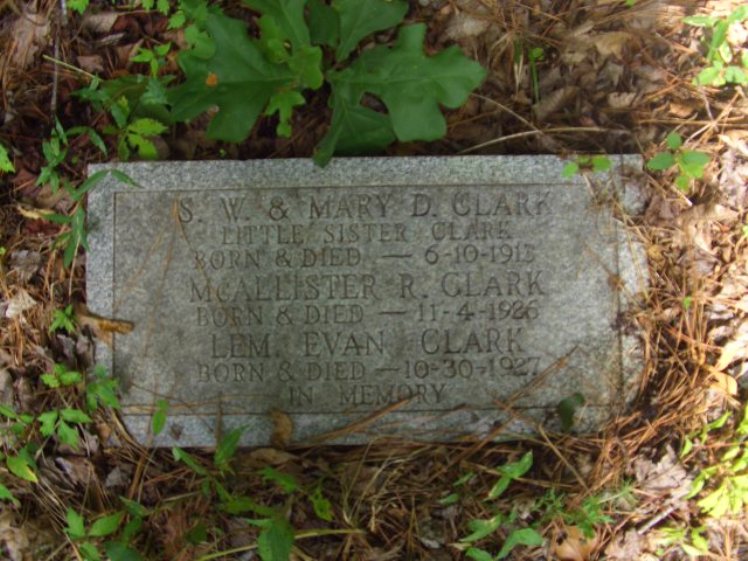 S. W. & MARY D. CLARK
LITTLE SISTER CLARK
BORN & DIED — 6-10-1913
McALLISTER R. CLARK
BORN & DIED — 11-4-1926
LEM. EVAN CLARK
BORN & DIED — 10-30-1927
IN MEMORY